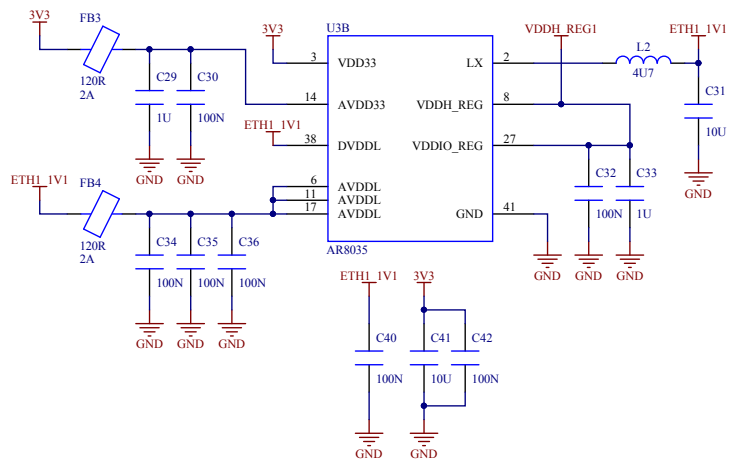 3V3
FB3
120R
2A
C29
1U
GND
C30
100N
GND
3V3
ETH1_1V1
U3B
3
VDD33
14
AVDD33
38
DVDDL
6
AVDDL
11
AVDDL
17
AVDDL
LX
2
VDDH_REG
8
VDDIO_REG
27
GND
41
AR8035
VDDH_REG1
L2
4U7
ETH1_1V1
C31
10U
GND
C32
100N
GND
C33
1U
GND
GND
ETH1_1V1
FB4
120R
2A
C34
100N
GND
C35
100N
GND
C36
100N
GND
ETH1_1V1
C40
100N
GND
3V3
C41
10U
C42
100N
GND